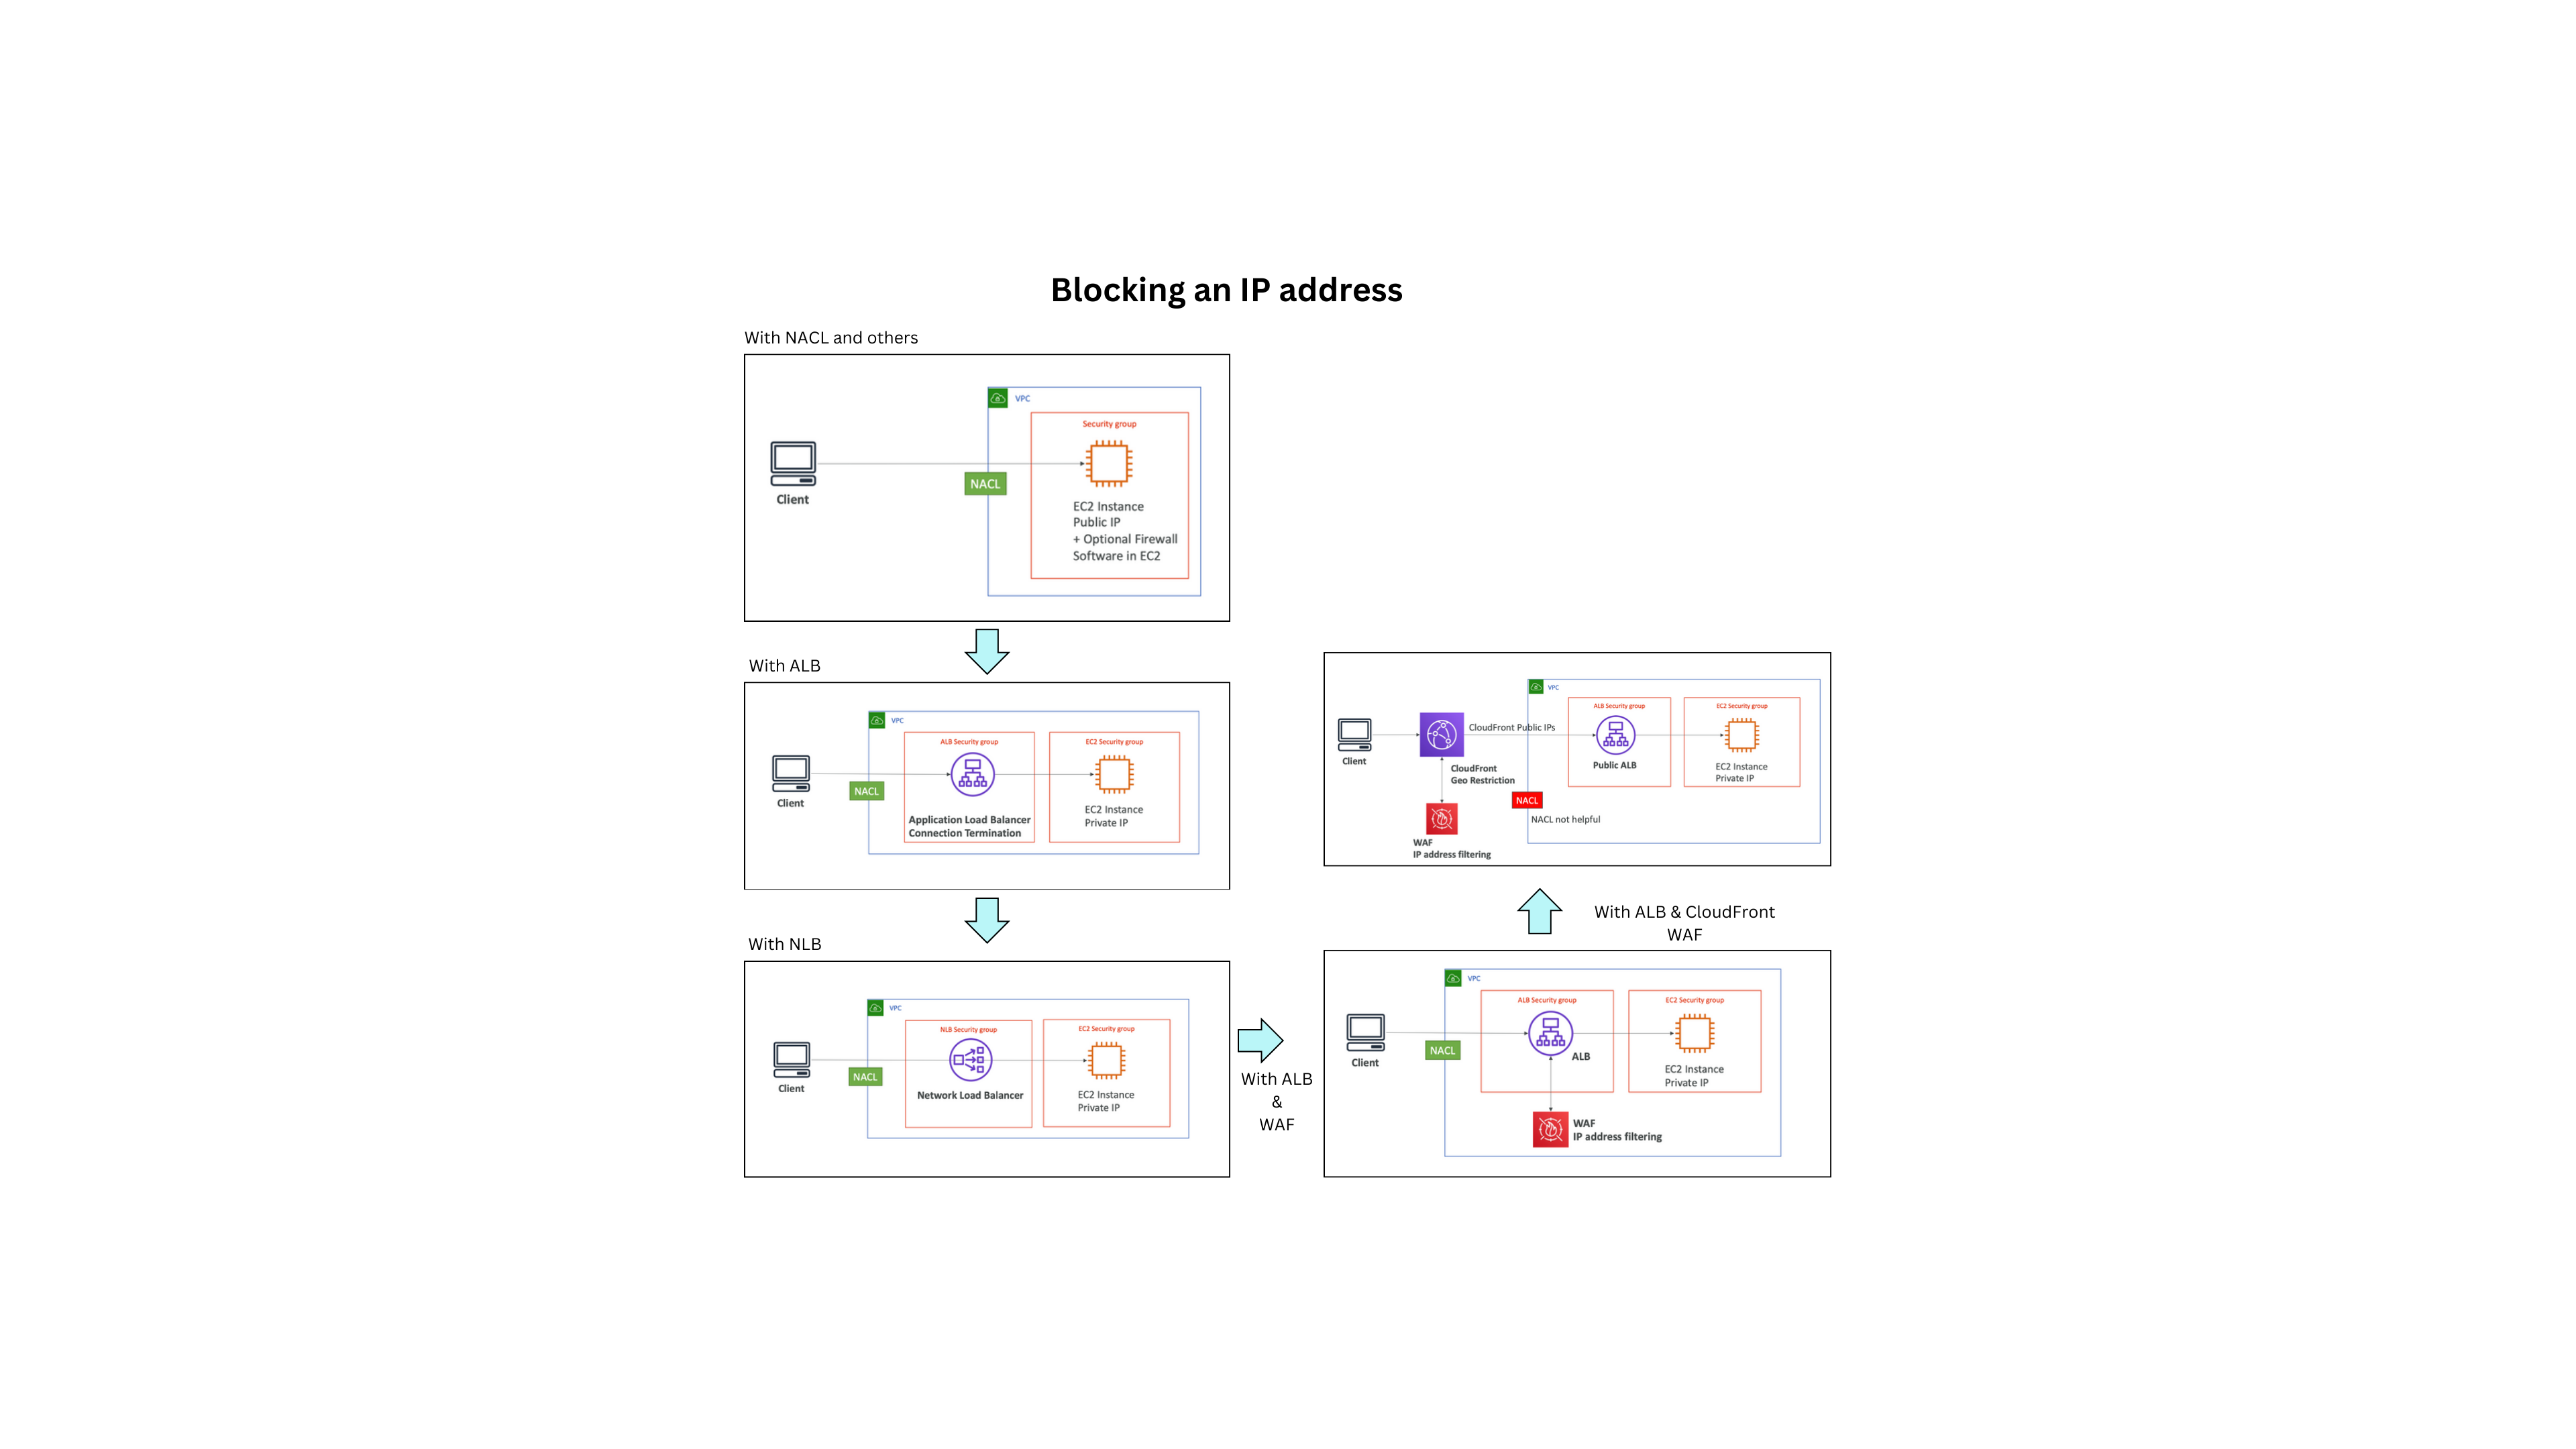 Blocking an IP address
With NACL and others
VPC
Security group
Client
NACL
EC2 Instance
Public IP
+ Optional Firewall
Software in EC2
With ALB
VPC
ALB Security group
EC2 Security group
Client
NACL
Application Load Balancer
Connection Termination
EC2 Instance
Private IP
With NLB
VPC
NLB Security group
EC2 Security group
Client
NACL
Network Load Balancer
EC2 Instance
Private IP
With ALB
&
WAF
VPC
ALB Security group
EC2 Security group
Client
NACL
ALB
EC2 Instance
Private IP
WAF
IP address filtering
With ALB & CloudFront
WAF
VPC
ALB Security group
EC2 Security group
Client
CloudFront Public IPs
CloudFront
Geo Restriction
Public ALB
EC2 Instance
Private IP
NACL
NACL not helpful
WAF
IP address filtering